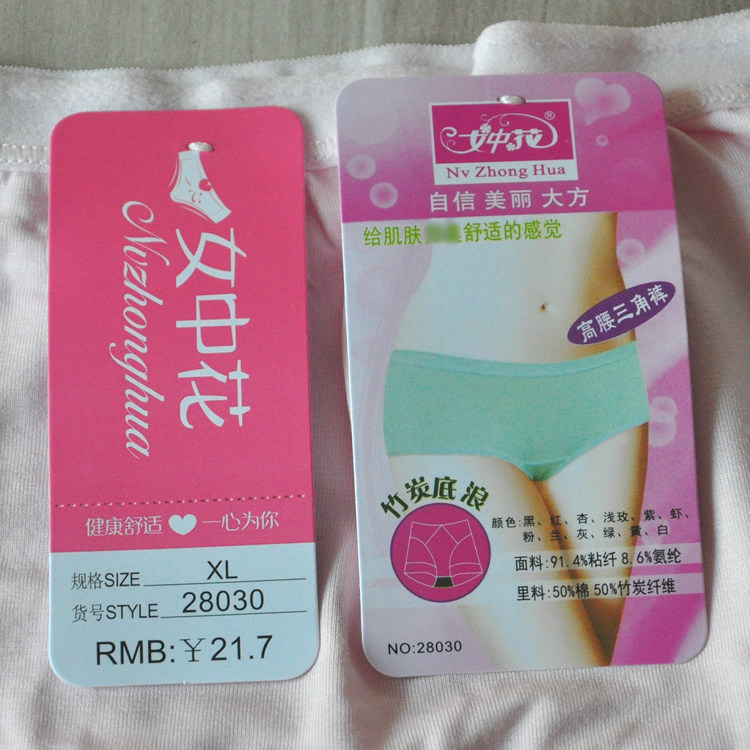 女中花
Nvzhonghua
健康舒适 一心为你
规格SIZE XL
货号STYLE 28030
RMB:¥21.7
女中花®
Nv Zhong Hua
自信 美丽 大方
给肌肤 舒适的感觉
高腰三角裤
竹炭底浪
颜色:黑、红、杏、浅玫、紫、虾、
粉、兰、灰、绿、黄、白
面料:91.4%粘纤 8.6%氨纶
里料:50%棉 50%竹炭纤维
NO:28030